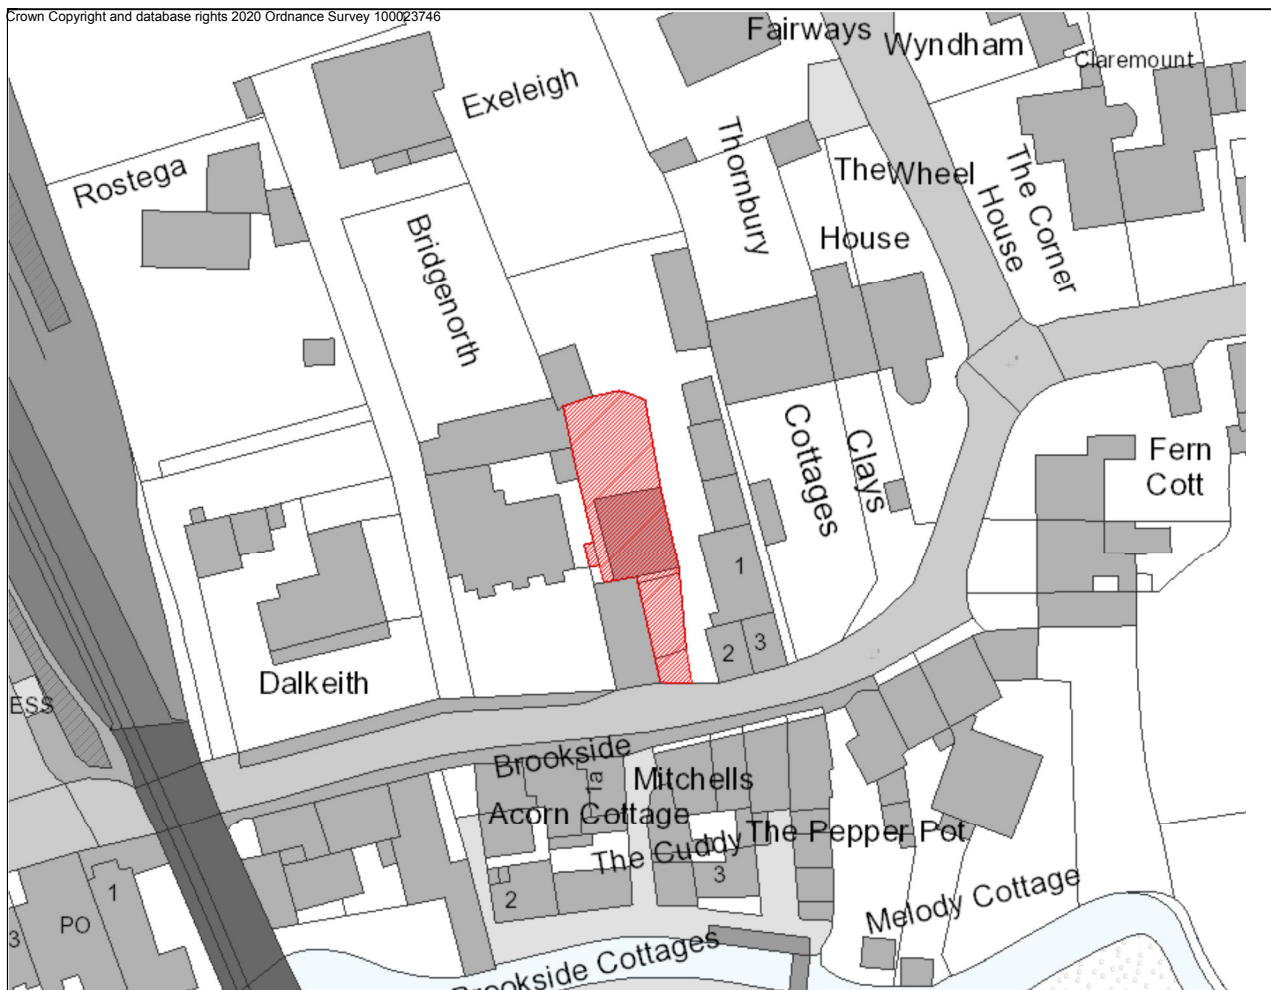 Crown Copyright and database rights 2020 Ordnance Survey 100023746
Fairways
Wyndham
Claremount
Exeleigh
Rostega
Thornbury
The Wheel
House
The Corner
House
Bridgenorth
Cottages
Clays
Fern
Cott
1
2
3
Dalkeith
ESS
Brookside
1a
Mitchells
Acorn Cottage
The Cuddy
The Pepper Pot
3
2
1
PO
3
Melody Cottage
Brookside Cottages